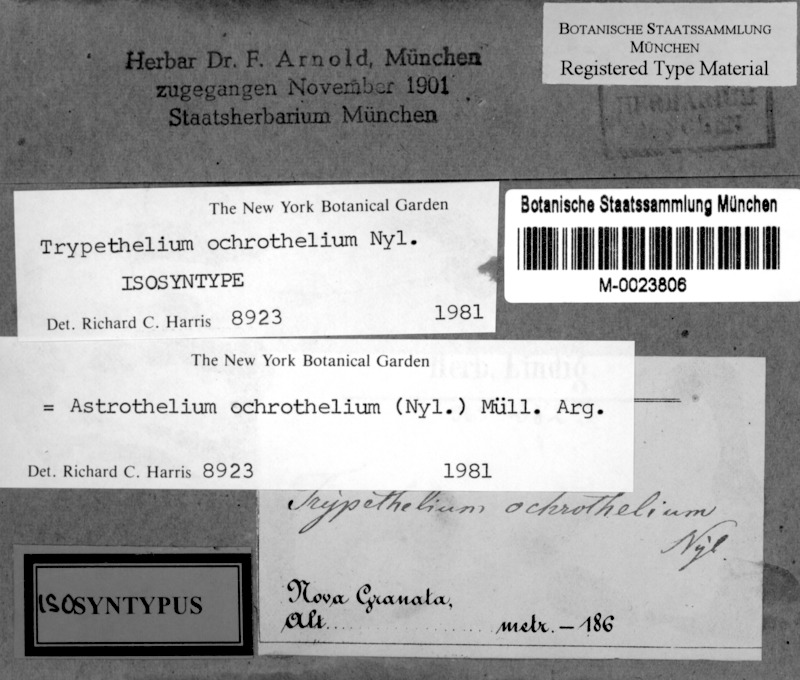 BOTANISCHE STAATSSAMMLUNG
MÜNCHEN
Registered Type Material
Herbar Dr. F. Arnold, München
zugegangen November 1901
Staatsherbarium München
The New York Botanical Garden
Trypethelium ochrothelium Nyl.
ISOSYNTYPE
Det. Richard C. Harris 8923 1981
Botanische Staatssammlung München
M-0023806
The New York Botanical Garden
= Astrothelium ochrothelium (Nyl.) Müll. Arg.
Det. Richard C. Harris 8923 1981
Trypethelium ochrothelium
Nyl.
Nova Granata,
Alt. metr. - 186
ISOSYNTYPUS